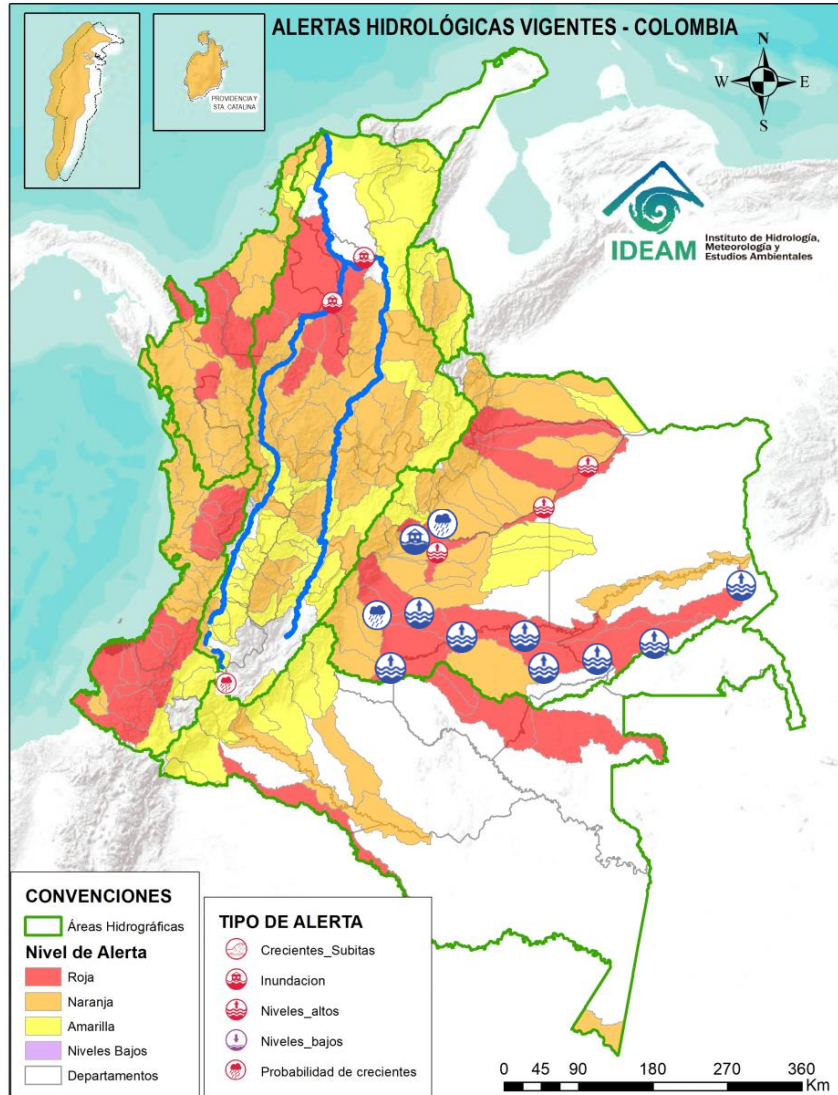 ALERTAS HIDROLÓGICAS VIGENTES - COLOMBIA
PROVIDENCIA Y
STA. CATALINA
N
W
E
S
IDEAM
Instituto de Hidrología,
Meteorología y
Estudios Ambientales
CONVENCIONES
Áreas Hidrográficas
Nivel de Alerta
Roja
Naranja
Amarilla
Niveles Bajos
Departamentos
TIPO DE ALERTA
Crecientes_Subitas
Inundacion
Niveles_altos
Niveles_bajos
Probabilidad de crecientes
0 45 90 180 270 360
Km